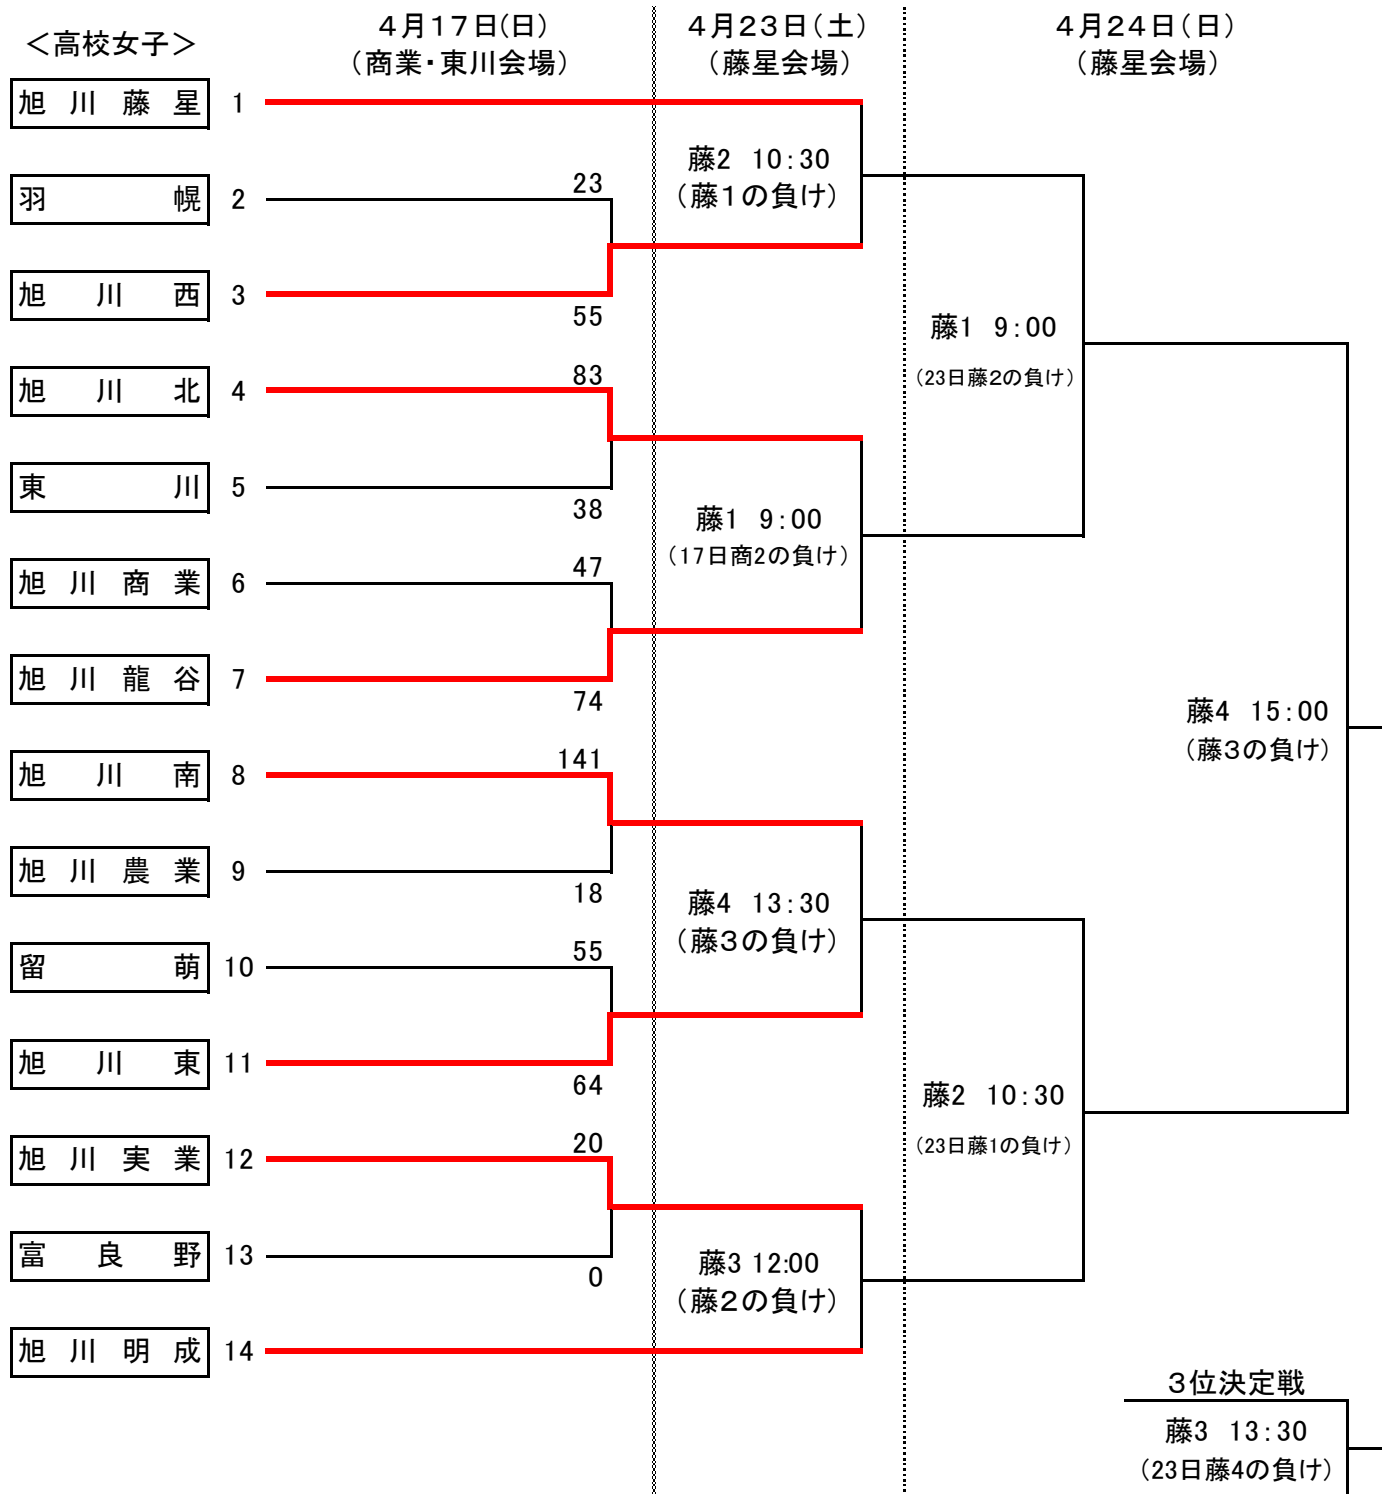 ＜高校女子＞
４月１７日(日)
（商業・東川会場）
４月２３日(土)
（藤星会場）
４月２４日(日)
（藤星会場）
旭川藤星 1
羽幌 2
旭川西 3
旭川北 4
東川 5
旭川商業 6
旭川龍谷 7
旭川南 8
旭川農業 9
留萌 10
旭川東 11
旭川実業 12
富良野 13
旭川明成 14
23
55
83
38
47
74
141
18
55
64
20
0
藤2 10:30
（藤１の負け）
藤1 9:00
（17日商2の負け）
藤4 13:30
（藤３の負け）
藤3 12:00
（藤２の負け）
藤1 9:00
（23日藤２の負け）
藤2 10:30
（23日藤1の負け）
藤4 15:00
（藤３の負け）
３位決定戦
藤3 13:30
（23日藤4の負け）